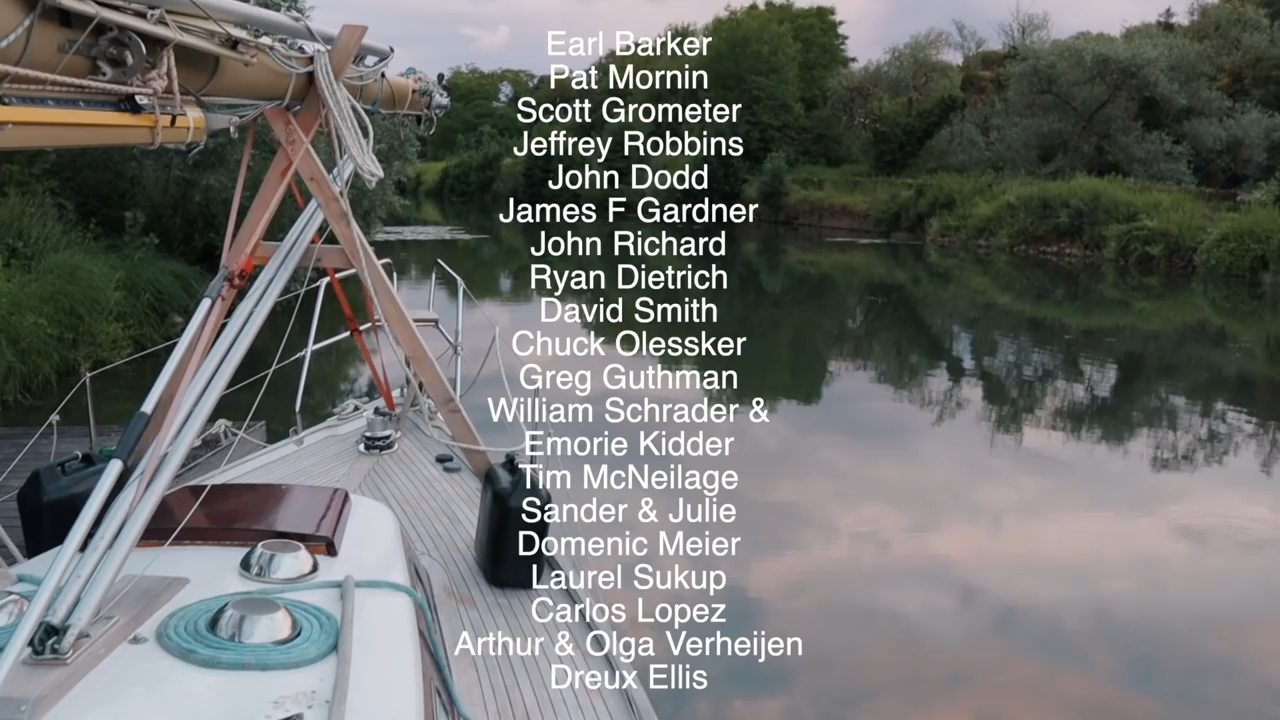 Earl Barker
Pat Mornin
Scott Grometer
Jeffrey Robbins
John Dodd
James F Gardner
John Richard
Ryan Dietrich
David Smith
Chuck Olessker
Greg Guthman
William Schrader &
Emorie Kidder
Tim McNeilage
Sander & Julie
Domenic Meier
Laurel Sukup
Carlos Lopez
Arthur & Olga Verheijen
Dreux Ellis